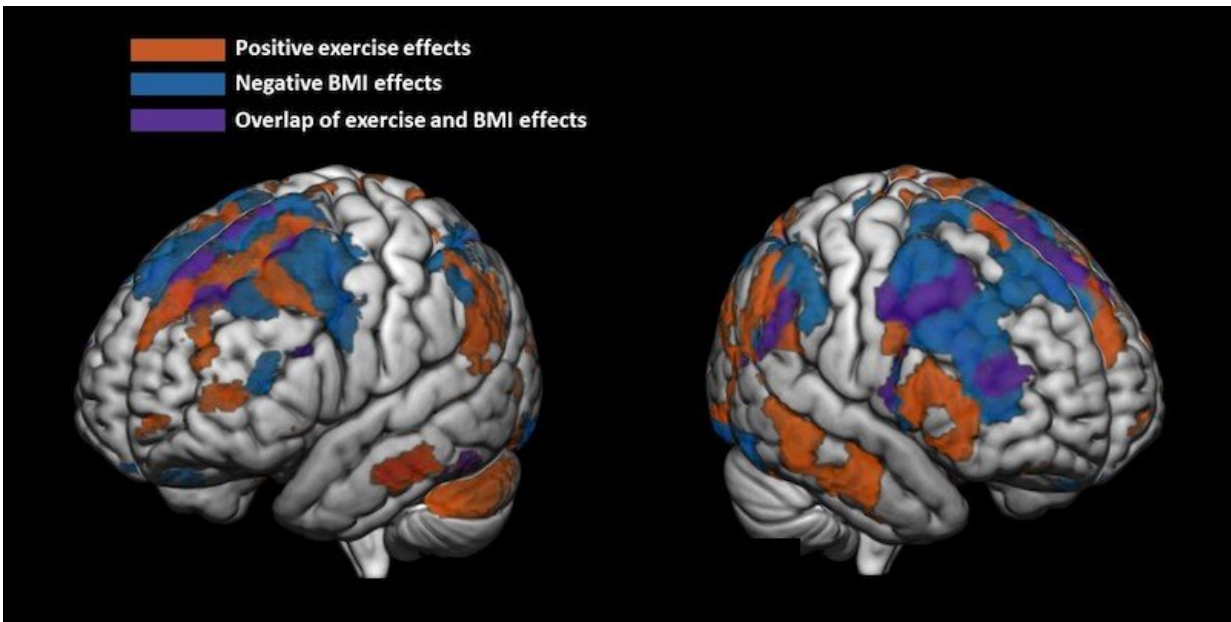 Positive exercise effects
Negative BMI effects
Overlap of exercise and BMI effects